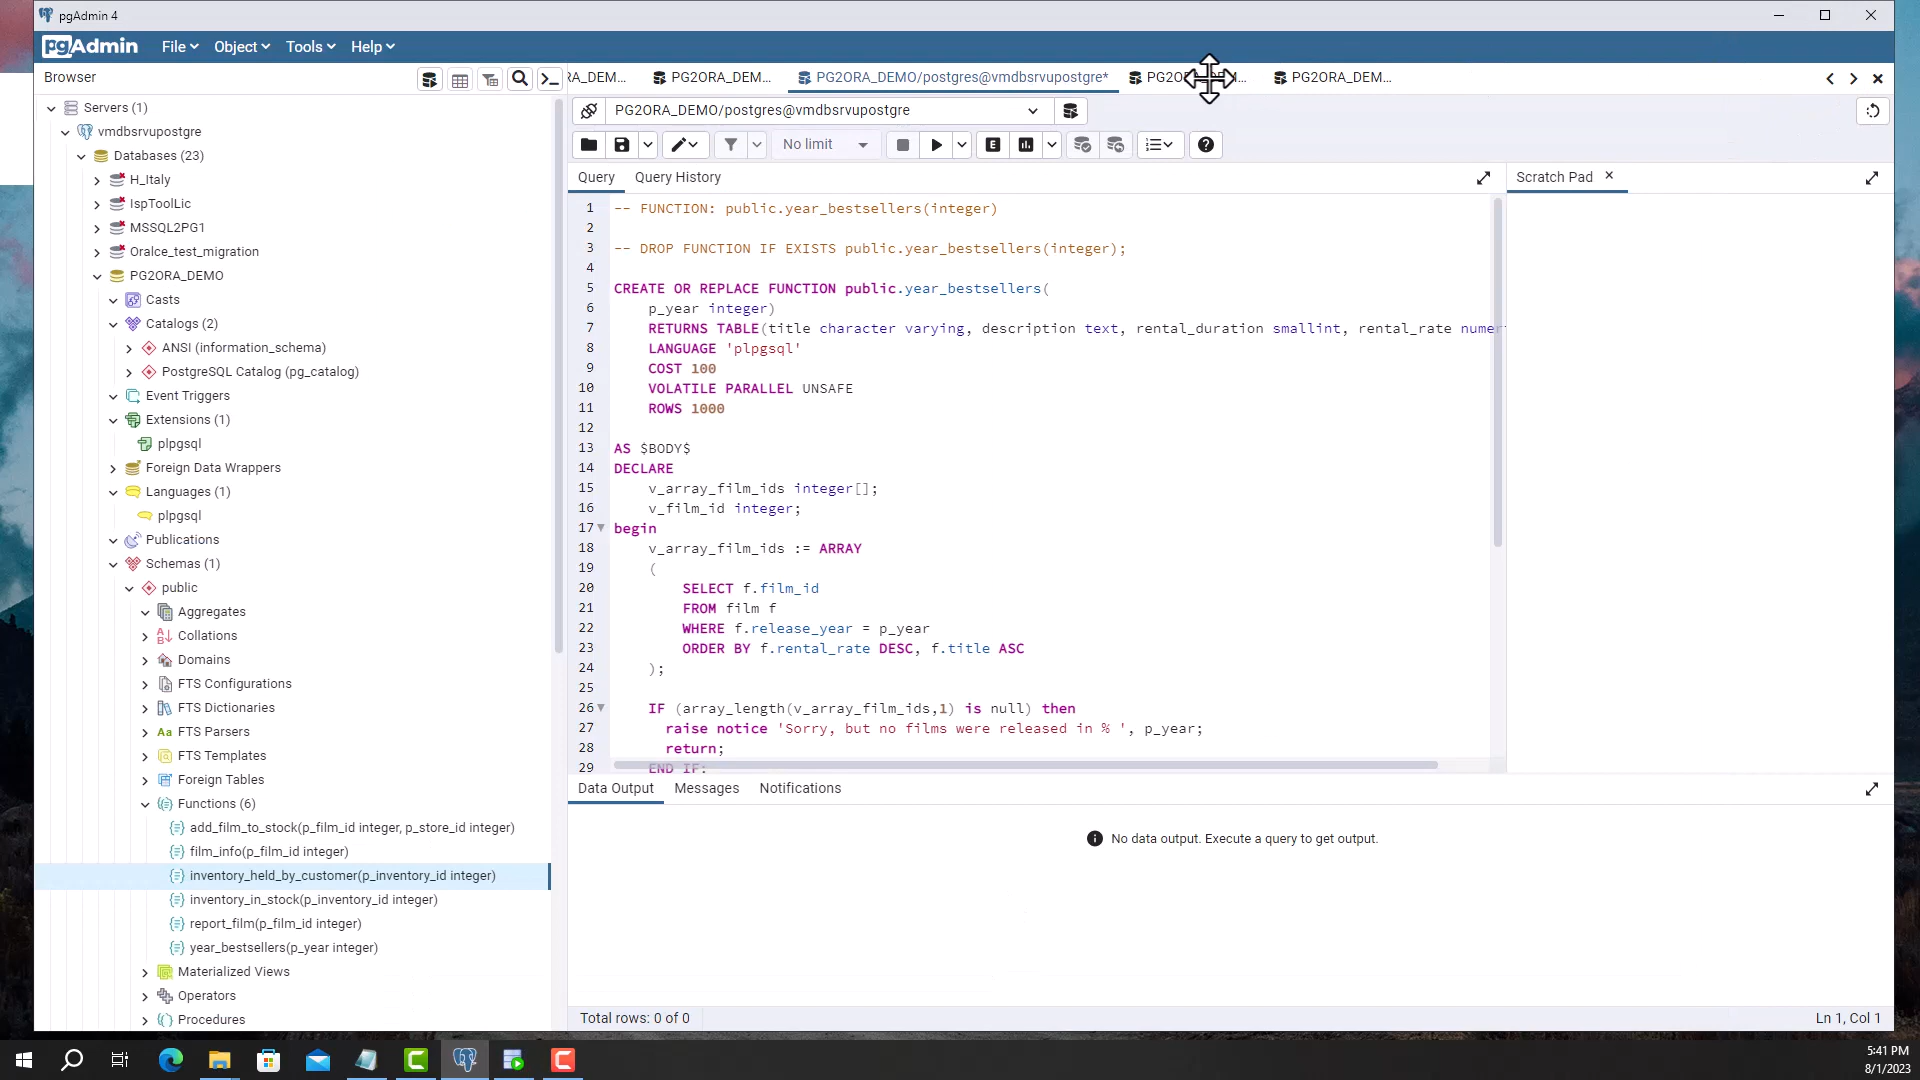 pgAdmin 4
pgAdmin File Object Tools Help
Browser
RA_DEM... PG2ORA_DEM... PG2ORA_DEMO/postgres@vmdbsrvupostgre* PG2ORA_DEM... PG2ORA_DEM...
PG2ORA_DEMO/postgres@vmdbsrvupostgre
No limit
E
Servers (1)
vmdbsrvupostgre
Databases (23)
H_Italy
IspToolLic
MSSQL2PG1
Oralce_test_migration
PG2ORA_DEMO
Casts
Catalogs (2)
ANSI (information_schema)
PostgreSQL Catalog (pg_catalog)
Event Triggers
Extensions (1)
plpgsql
Foreign Data Wrappers
Languages (1)
plpgsql
Publications
Schemas (1)
public
Aggregates
Collations
Domains
FTS Configurations
FTS Dictionaries
Aa FTS Parsers
FTS Templates
Foreign Tables
Functions (6)
add_film_to_stock(p_film_id integer, p_store_id integer)
film_info(p_film_id integer)
inventory_held_by_customer(p_inventory_id integer)
inventory_in_stock(p_inventory_id integer)
report_film(p_film_id integer)
year_bestsellers(p_year integer)
Materialized Views
Operators
Procedures
Query Query History
Scratch Pad
1 -- FUNCTION: public.year_bestsellers(integer)
2
3 -- DROP FUNCTION IF EXISTS public.year_bestsellers(integer);
4
5 CREATE OR REPLACE FUNCTION public.year_bestsellers(
6 p_year integer)
7 RETURNS TABLE(title character varying, description text, rental_duration smallint, rental_rate numer
8 LANGUAGE 'plpgsql'
9 COST 100
10 VOLATILE PARALLEL UNSAFE
11 ROWS 1000
12
13 AS $BODY$
14 DECLARE
15 v_array_film_ids integer[];
16 v_film_id integer;
17 begin
18 v_array_film_ids := ARRAY
19 (
20 SELECT f.film_id
21 FROM film f
22 WHERE f.release_year = p_year
23 ORDER BY f.rental_rate DESC, f.title ASC
24 );
25
26 IF (array_length(v_array_film_ids,1) is null) then
27 raise notice 'Sorry, but no films were released in % ', p_year;
28 return;
29 END IF;
Data Output Messages Notifications
No data output. Execute a query to get output.
Total rows: 0 of 0
Ln 1, Col 1
5:41 PM
8/1/2023